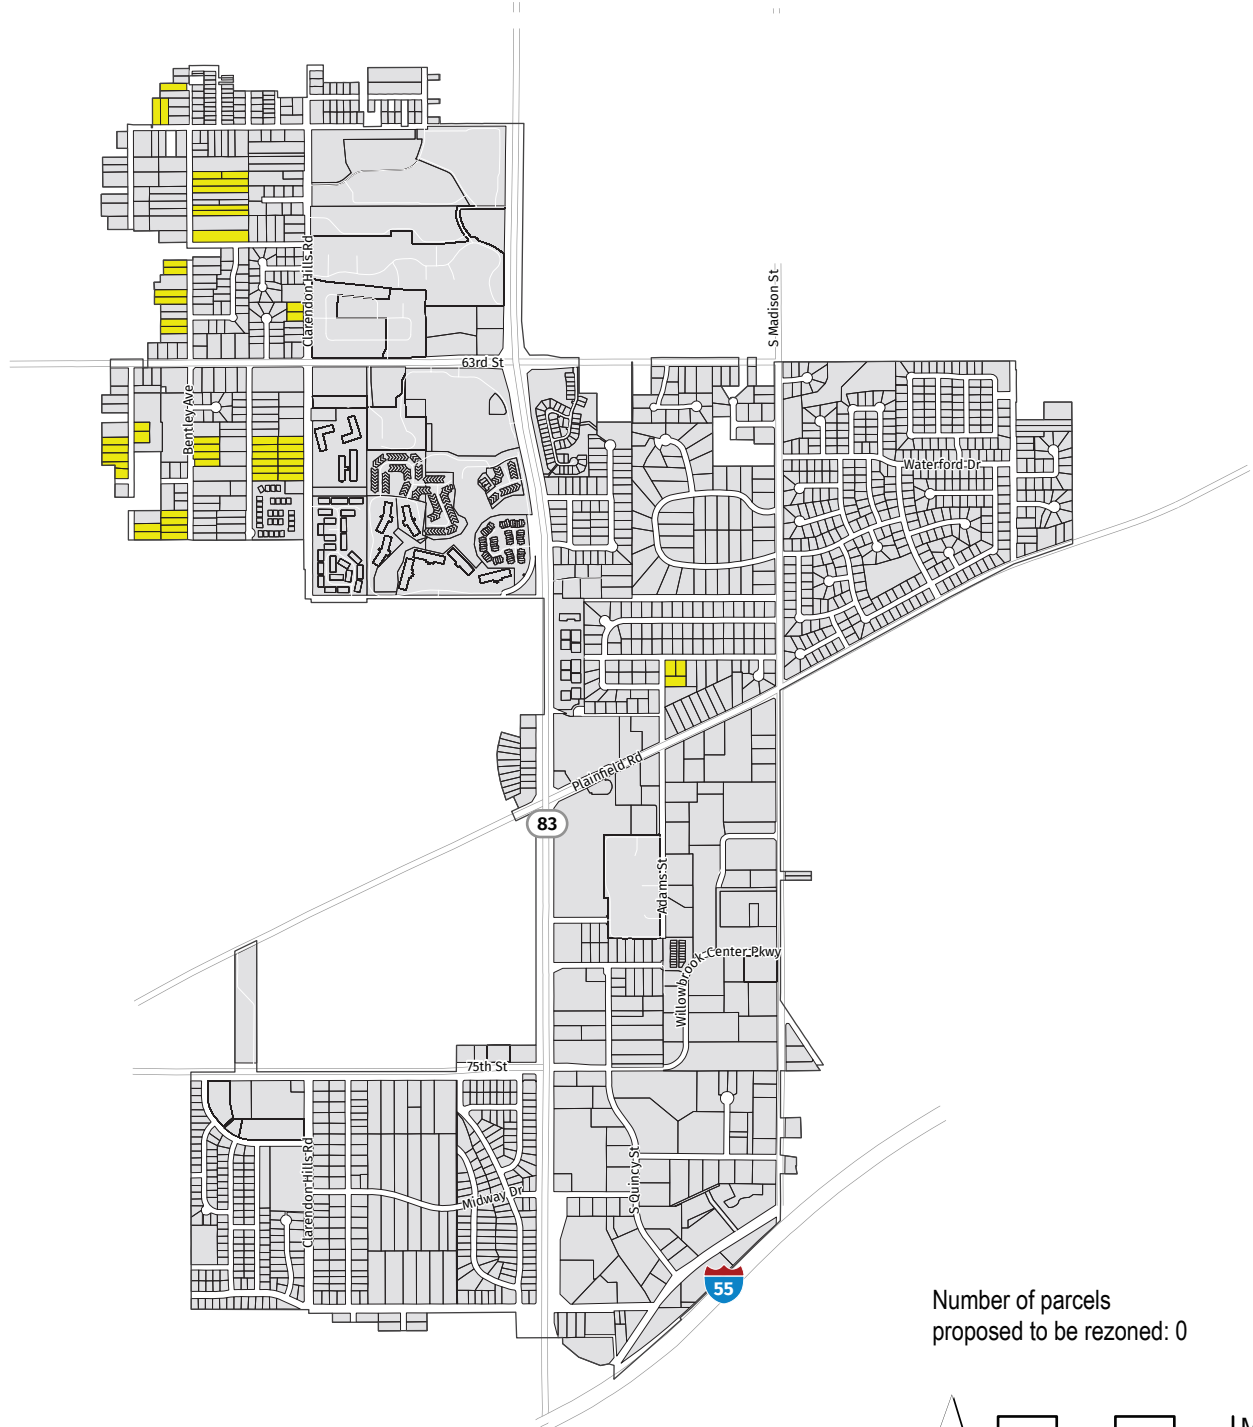 S Madison St
Clarendon Hills Rd
63rd St
Bentley Ave
Waterford Dr
Plainfield Rd
83
Adams St
Willowbrook Center Pkwy
75th St
Clarendon Hills Rd
Midway Dr
S Quincy St
55
Number of parcels
proposed to be rezoned: 0